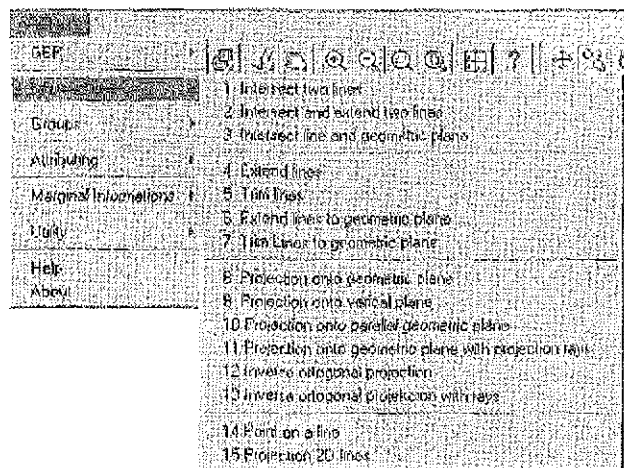 GEP
Groups
Attributing
Marginal Informations
Utility
Help
About
?
1 Intersect two lines
2 Intersect and extend two lines
3 Intersect line and geometric plane
4 Extend lines
5 Trim lines
6 Extend lines to geometric plane
7 Trim Lines to geometric plane
8 Projection onto geometric plane
9 Projection onto verical plane
10 Projection onto parallel geometric plane
11 Projection onto geometric plane with projection rays
12 Inverse ortogonal projection
13 Inverse ortogonal projekcion with rays
14 Point on a line
15 Projection 2D lines